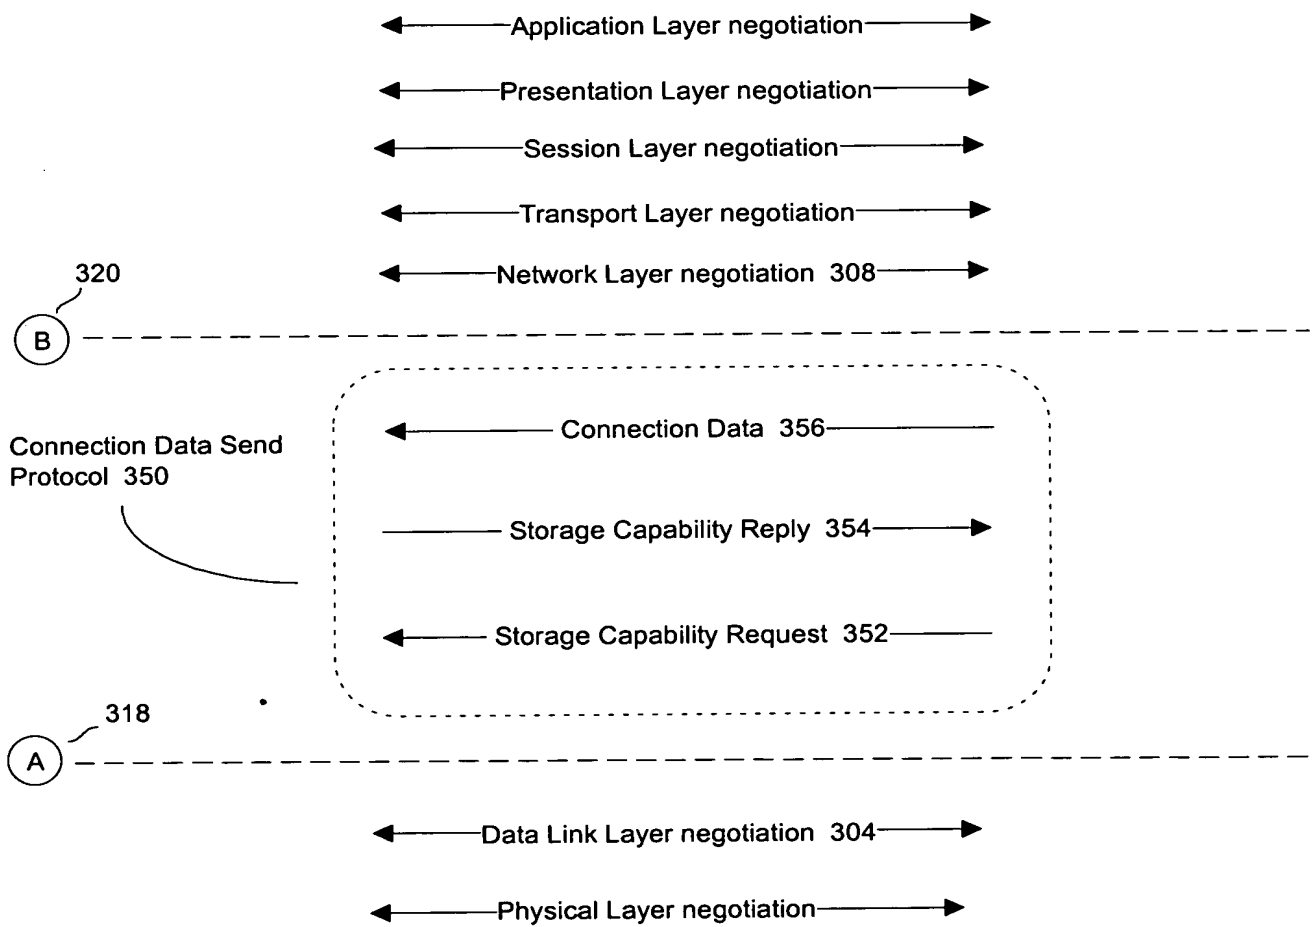 Application Layer negotiation
Presentation Layer negotiation
Session Layer negotiation
Transport Layer negotiation
Network Layer negotiation 308
320
B
Connection Data 356
Connection Data Send
Protocol 350
Storage Capability Reply 354
Storage Capability Request 352
318
A
Data Link Layer negotiation 304
Physical Layer negotiation